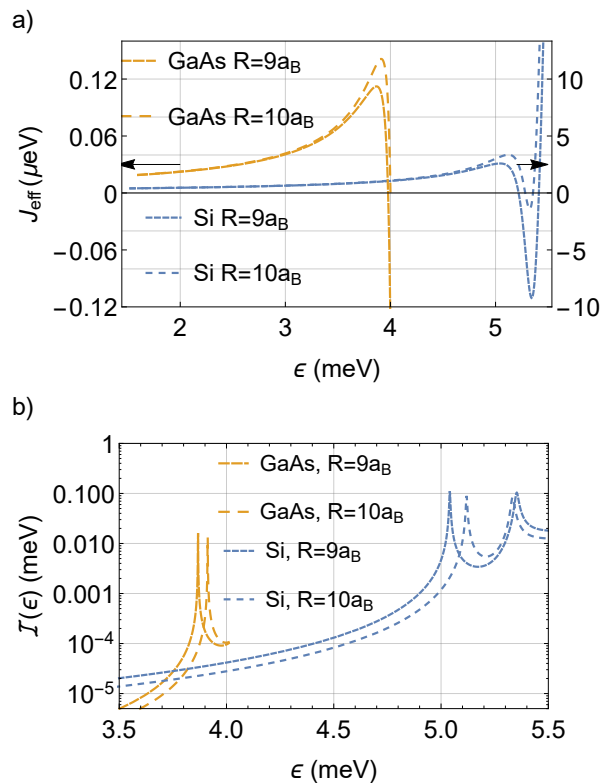 a)
0.12
0.06
0
-0.06
-0.12
J_eff (μeV)
GaAs R=9a_B
GaAs R=10a_B
Si R=9a_B
Si R=10a_B
10
5
0
-5
-10
2 3 4 5
ϵ (meV)
b)
1
0.100
0.010
0.001
10^-4
10^-5
I(ϵ) (meV)
GaAs, R=9a_B
GaAs, R=10a_B
Si, R=9a_B
Si, R=10a_B
3.5 4.0 4.5 5.0 5.5
ϵ (meV)